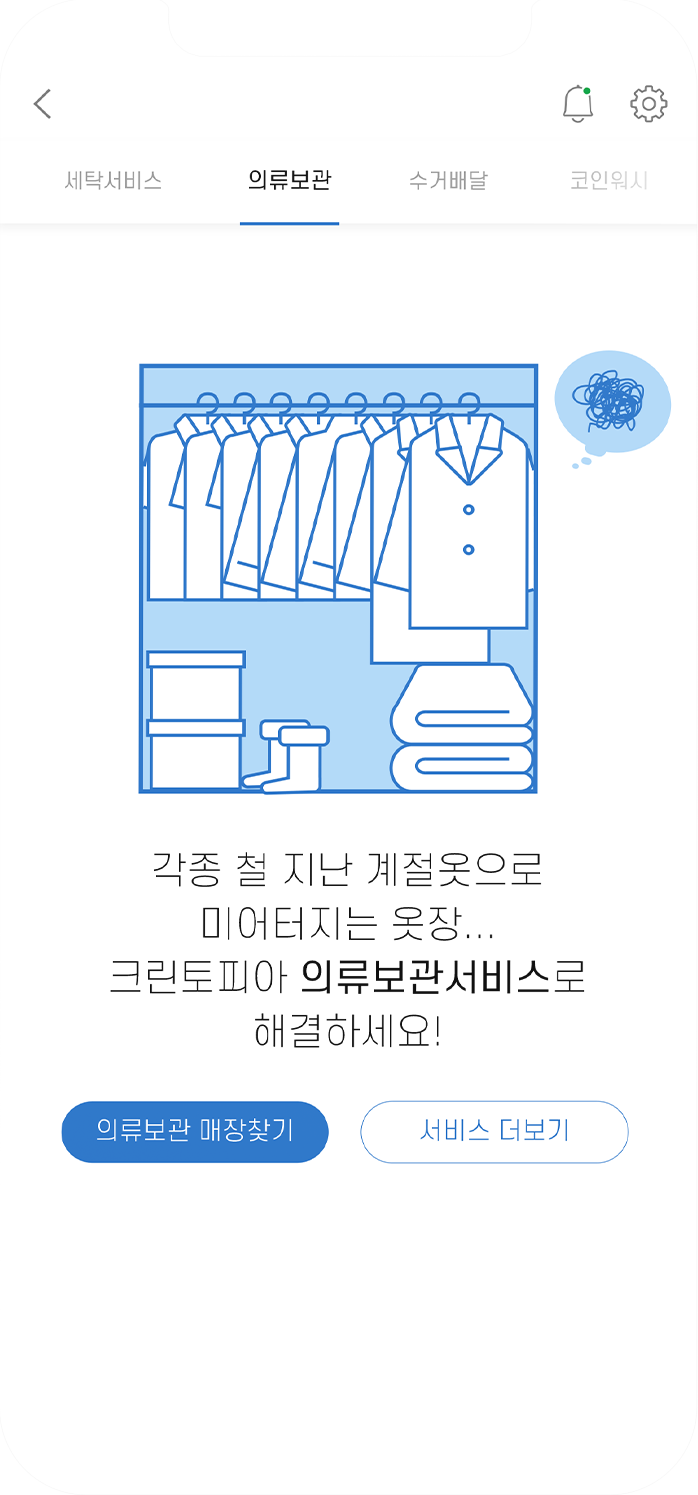 세탁서비스
의류보관
수거배달
코인워시
각종 철 지난 계절옷으로
미어터지는 옷장...
크린토피아 의류보관서비스로
해결하세요!
의류보관 매장찾기
서비스 더보기